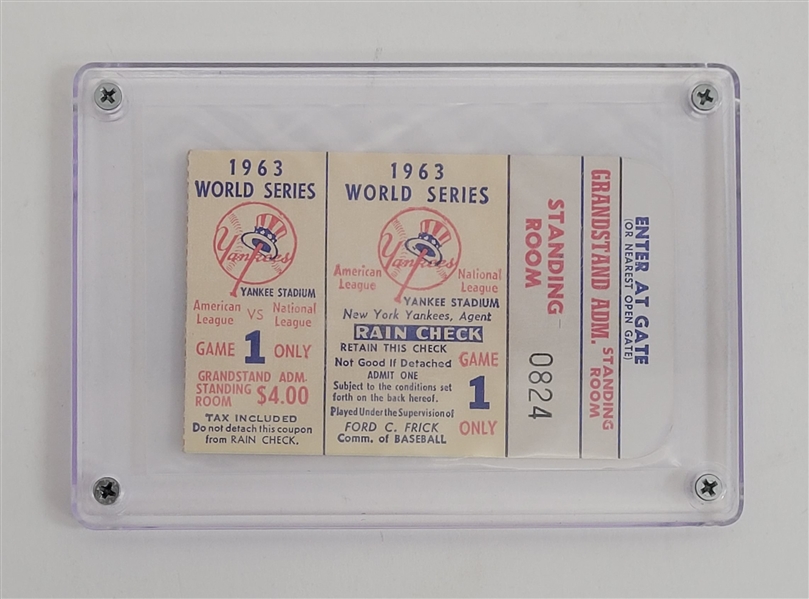 1963
WORLD SERIES
Yankees
YANKEE STADIUM
American League VS National League
GAME 1 ONLY
GRANDSTAND ADM.
STANDING ROOM $4.00
TAX INCLUDED
Do not detach this coupon
from RAIN CHECK.
1963
WORLD SERIES
Yankees
American League National League
YANKEE STADIUM
New York Yankees, Agent
RAIN CHECK
RETAIN THIS CHECK
Not Good If Detached
ADMIT ONE
Subject to the conditions set
forth on the back hereof.
Played Under the Supervision of
FORD C. FRICK
Comm. of BASEBALL
GAME
1
ONLY
STANDING
ROOM
0824
GRANDSTAND ADM. STANDING ROOM
ENTER AT GATE
(OR NEAREST OPEN GATE)